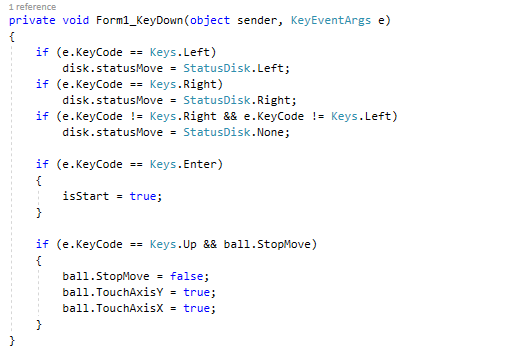 1 reference
private void Form1_KeyDown(object sender, KeyEventArgs e)
{
if (e.KeyCode == Keys.Left)
disk.statusMove = StatusDisk.Left;
if (e.KeyCode == Keys.Right)
disk.statusMove = StatusDisk.Right;
if (e.KeyCode != Keys.Right && e.KeyCode != Keys.Left)
disk.statusMove = StatusDisk.None;
if (e.KeyCode == Keys.Enter)
{
isStart = true;
}
if (e.KeyCode == Keys.Up && ball.StopMove)
{
ball.StopMove = false;
ball.TouchAxisY = true;
ball.TouchAxisX = true;
}
}